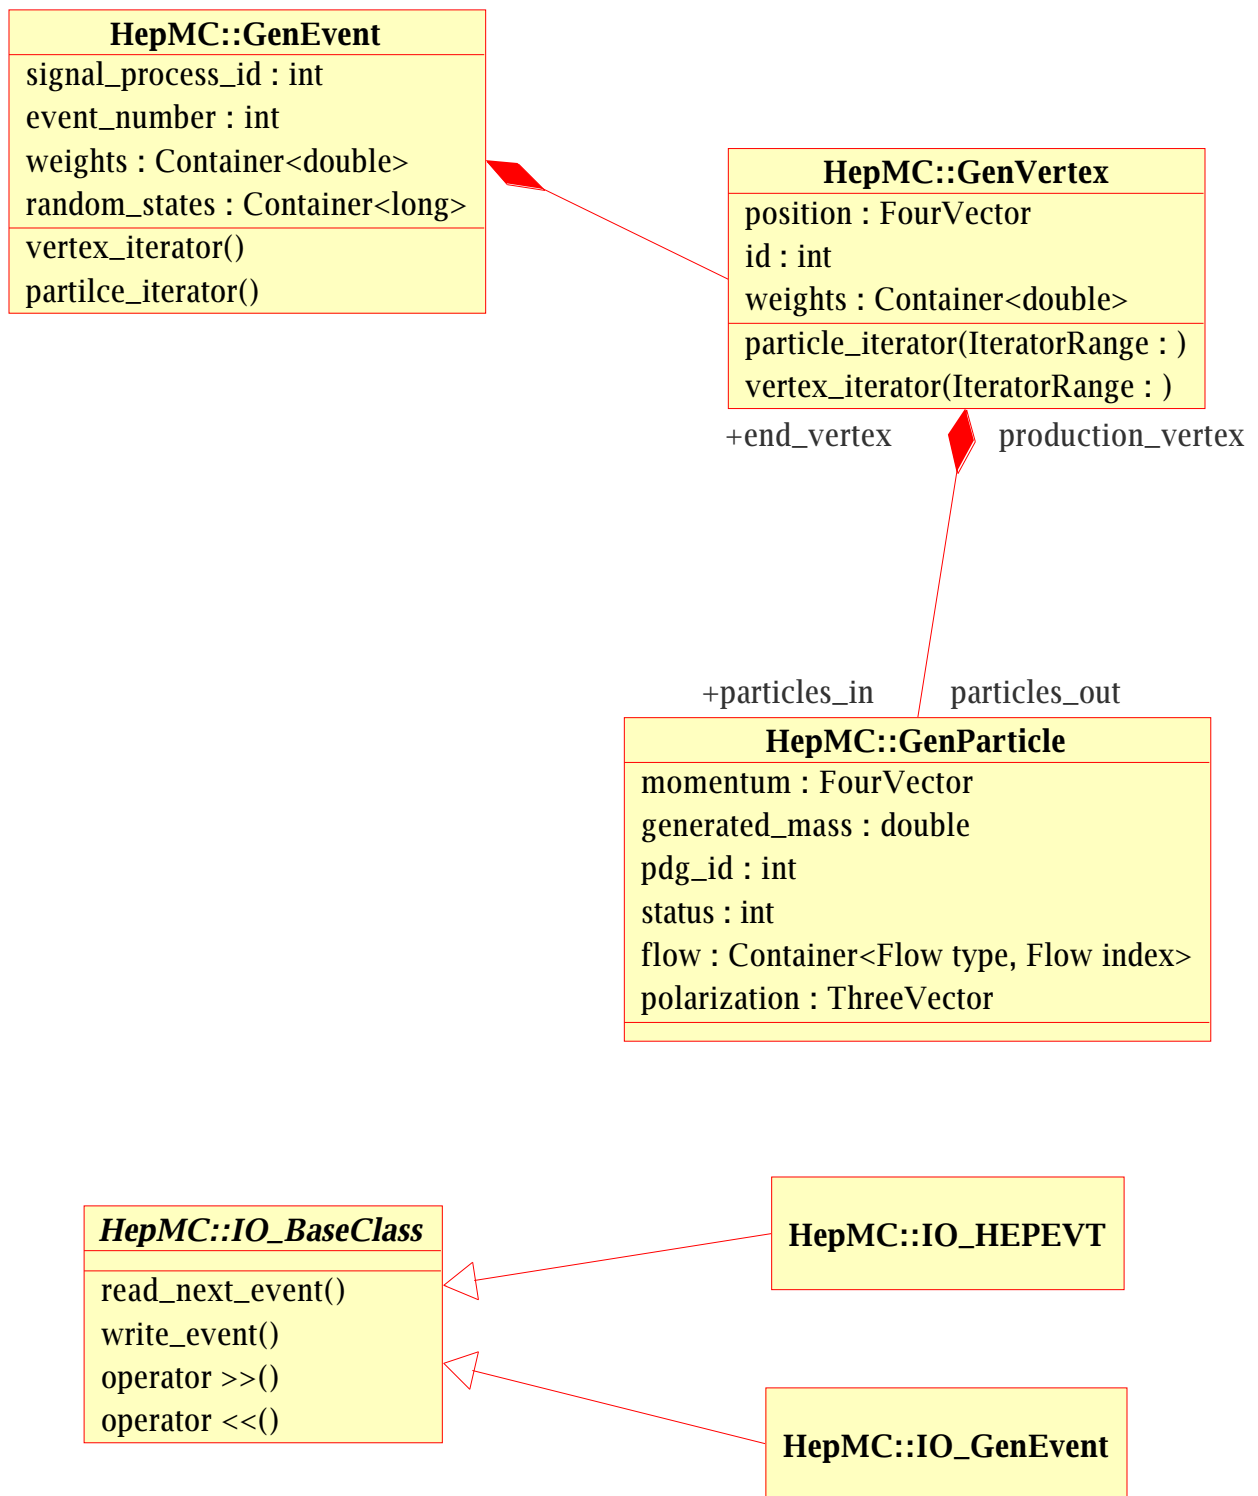 HepMC::GenEvent
signal_process_id : int
event_number : int
weights : Container<double>
random_states : Container<long>
vertex_iterator()
partilce_iterator()
HepMC::GenVertex
position : FourVector
id : int
weights : Container<double>
particle_iterator(IteratorRange : )
vertex_iterator(IteratorRange : )
+end_vertex production_vertex
+particles_in particles_out
HepMC::GenParticle
momentum : FourVector
generated_mass : double
pdg_id : int
status : int
flow : Container<Flow type, Flow index>
polarization : ThreeVector
HepMC::IO_BaseClass
read_next_event()
write_event()
operator >>()
operator <<()
HepMC::IO_HEPEVT
HepMC::IO_GenEvent